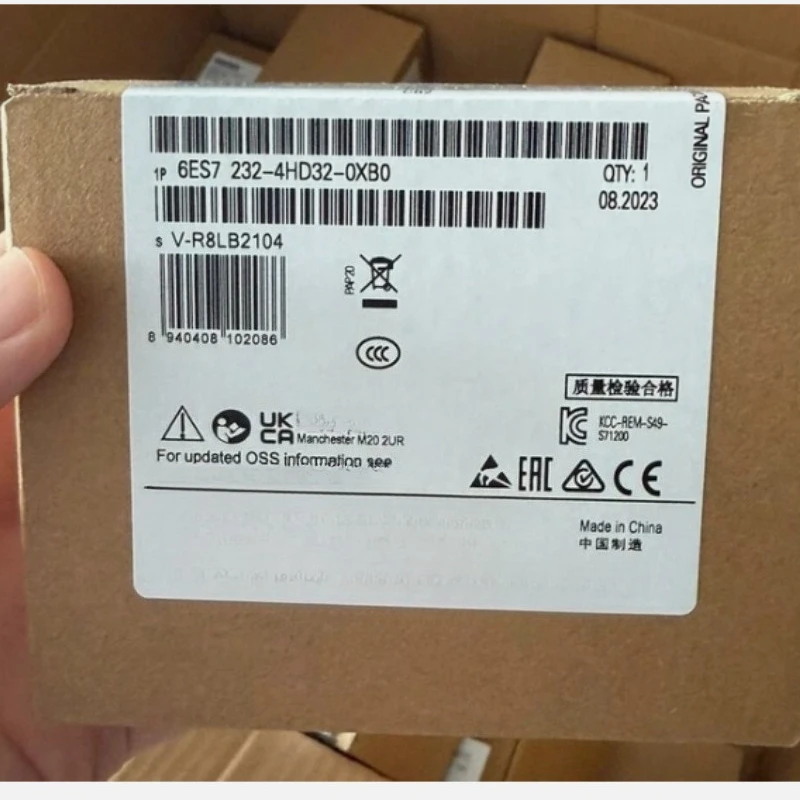 1P 6ES7 232-4HD32-0XB0
QTY: 1
08.2023
ORIGINAL
S V-R8LB2104
PAP20
8 940408 102086
CCC
质量检验合格
KCC-REM-S49-
S71200
UK
CA
Manchester M20 2UR
For updated OSS information see
EAC
CE
Made in China
中国制造